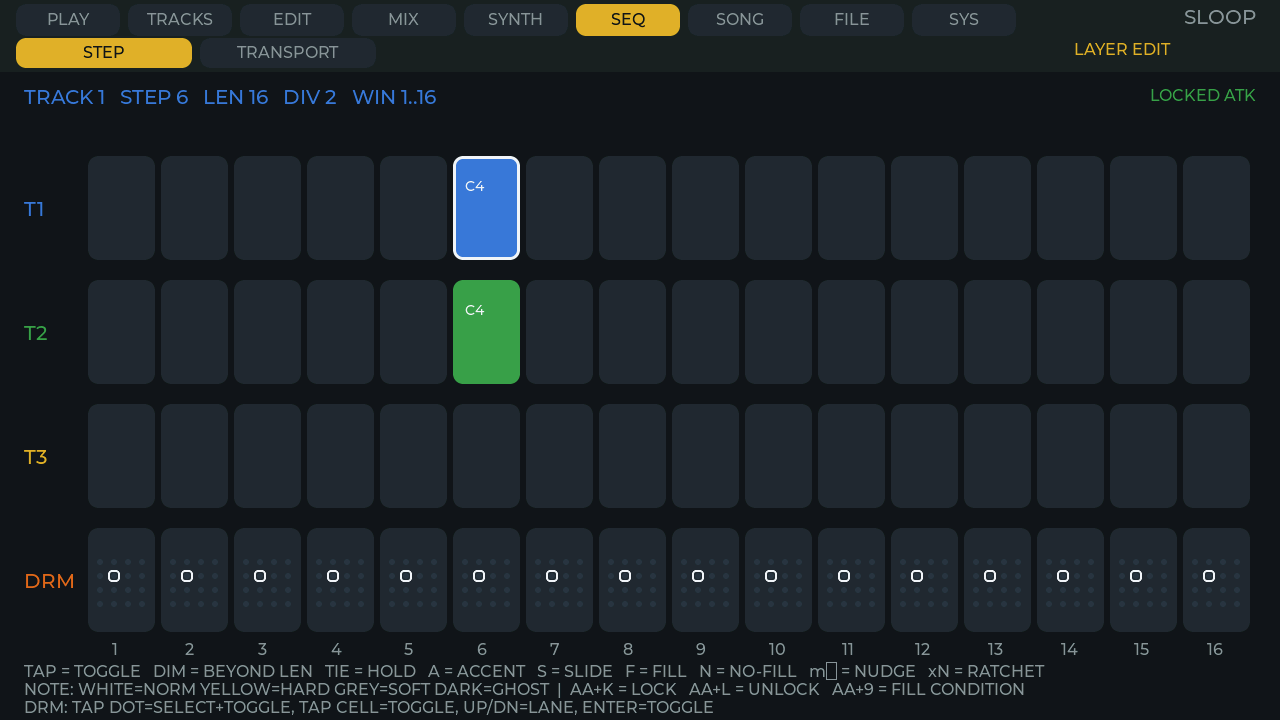 PLAY TRACKS EDIT MIX SYNTH SEQ SONG FILE SYS SLOOP
STEP TRANSPORT LAYER EDIT
TRACK 1 STEP 6 LEN 16 DIV 2 WIN 1..16 LOCKED ATK
T1 C4
T2 C4
T3
DRM
1 2 3 4 5 6 7 8 9 10 11 12 13 14 15 16
TAP = TOGGLE DIM = BEYOND LEN TIE = HOLD A = ACCENT S = SLIDE F = FILL N = NO-FILL m□ = NUDGE xN = RATCHET
NOTE: WHITE=NORM YELLOW=HARD GREY=SOFT DARK=GHOST | AA+K = LOCK AA+L = UNLOCK AA+9 = FILL CONDITION
DRM: TAP DOT=SELECT+TOGGLE, TAP CELL=TOGGLE, UP/DN=LANE, ENTER=TOGGLE